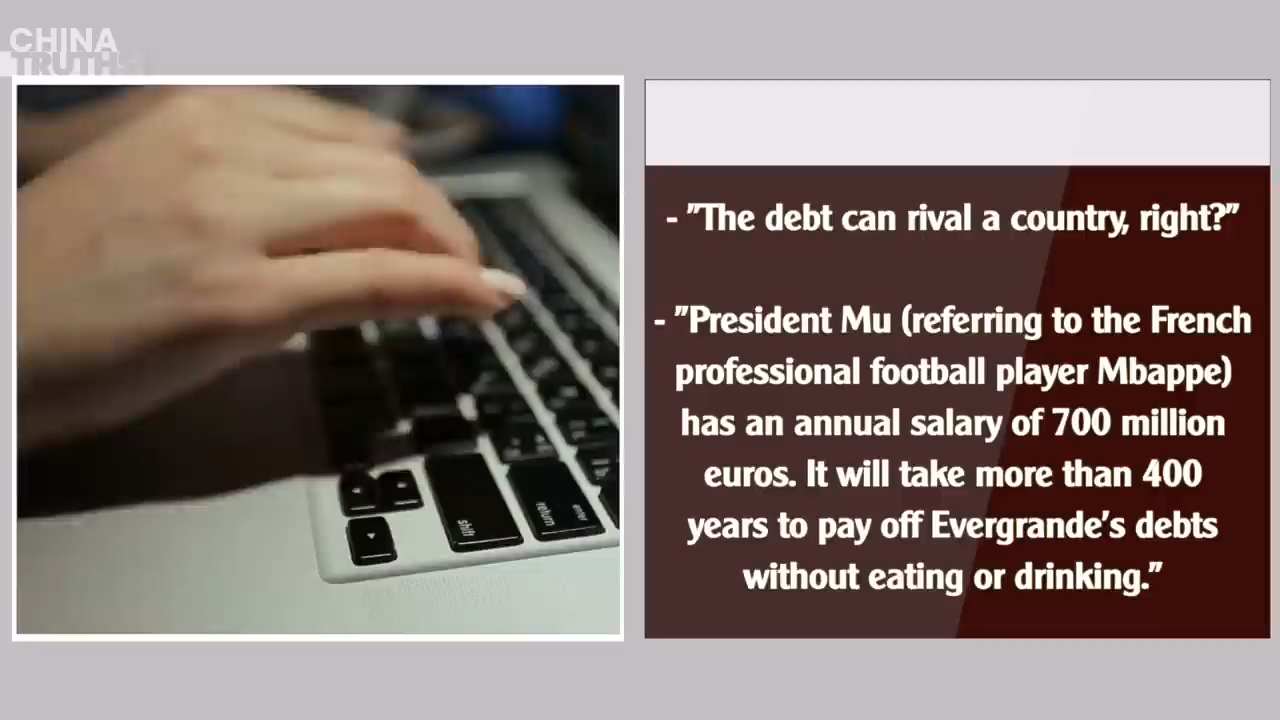 CHINA
TRUTHS
- "The debt can rival a country, right?"
- "President Mu (referring to the French
professional football player Mbappe)
has an annual salary of 700 million
euros. It will take more than 400
years to pay off Evergrande's debts
without eating or drinking."
shift
return
enter